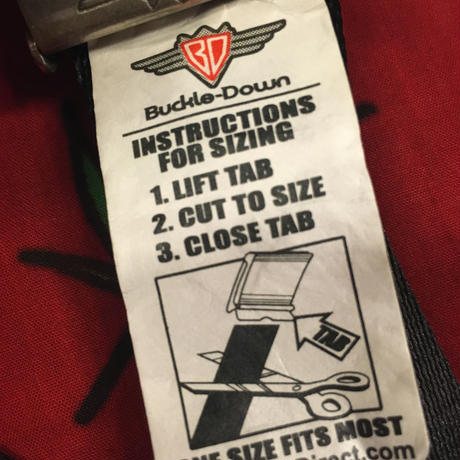 BD
Buckle-Down
INSTRUCTIONS
FOR SIZING
1. LIFT TAB
2. CUT TO SIZE
3. CLOSE TAB
TAB
ONE SIZE FITS MOST